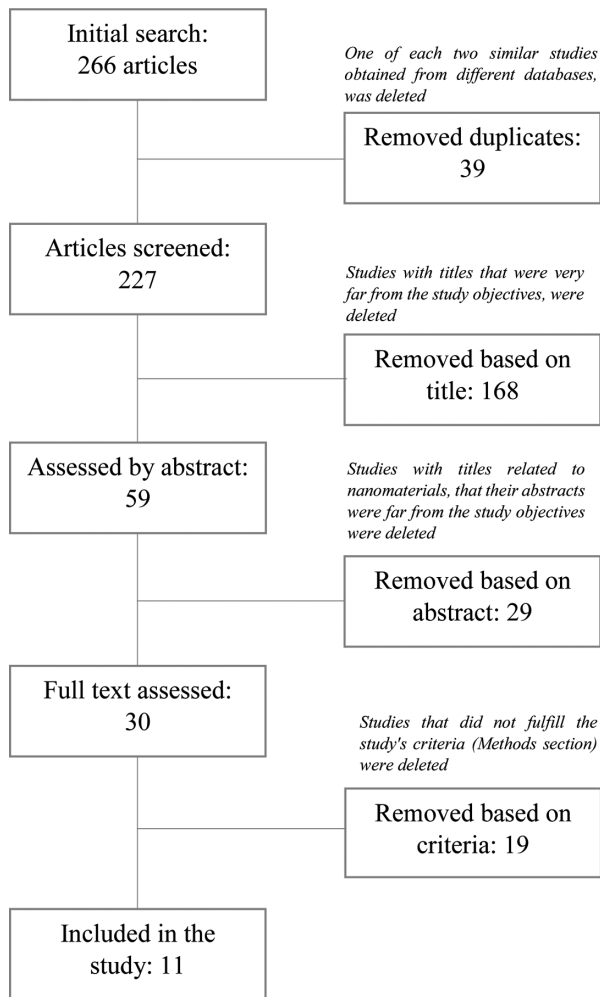 Initial search:
266 articles
One of each two similar studies
obtained from different databases,
was deleted
Removed duplicates:
39
Articles screened:
227
Studies with titles that were very
far from the study objectives, were
deleted
Removed based on
title: 168
Assessed by abstract:
59
Studies with titles related to
nanomaterials, that their abstracts
were far from the study objectives
were deleted
Removed based on
abstract: 29
Full text assessed:
30
Studies that did not fulfill the
study's criteria (Methods section)
were deleted
Removed based on
criteria: 19
Included in the
study: 11